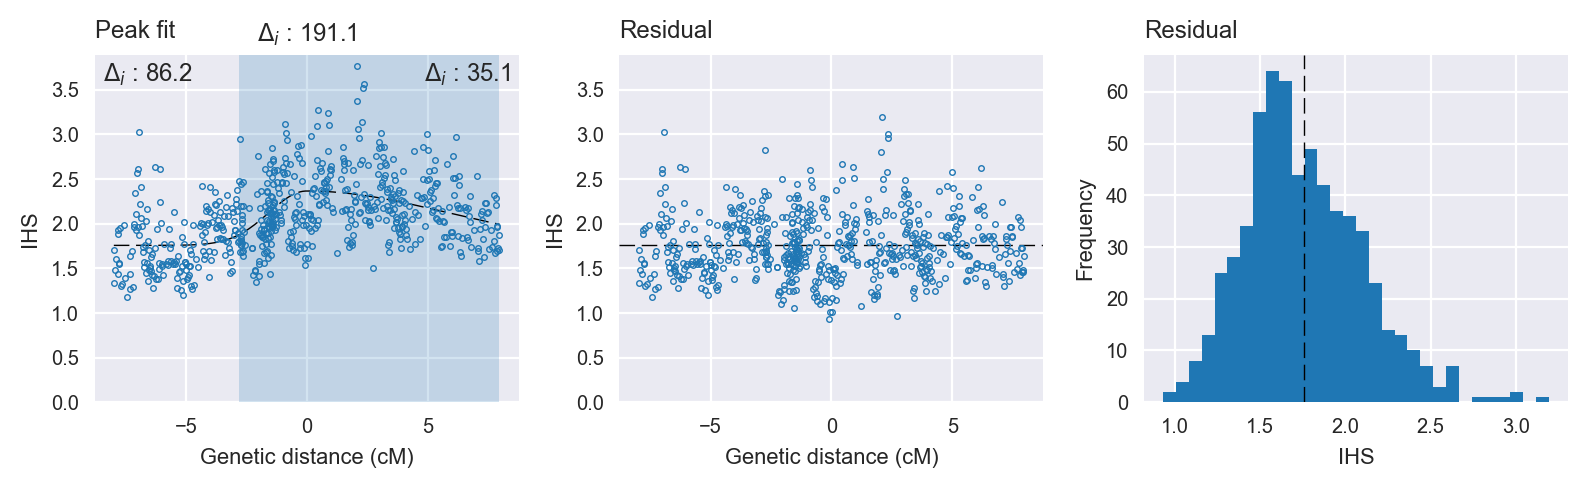 Peak fit
Δi : 191.1
Δi : 86.2
Δi : 35.1
3.5
3.0
2.5
2.0
1.5
1.0
0.5
0.0
IHS
−5
0
5
Genetic distance (cM)
Residual
3.5
3.0
2.5
2.0
1.5
1.0
0.5
0.0
IHS
−5
0
5
Genetic distance (cM)
Residual
60
50
40
30
20
10
0
Frequency
1.0
1.5
2.0
2.5
3.0
IHS